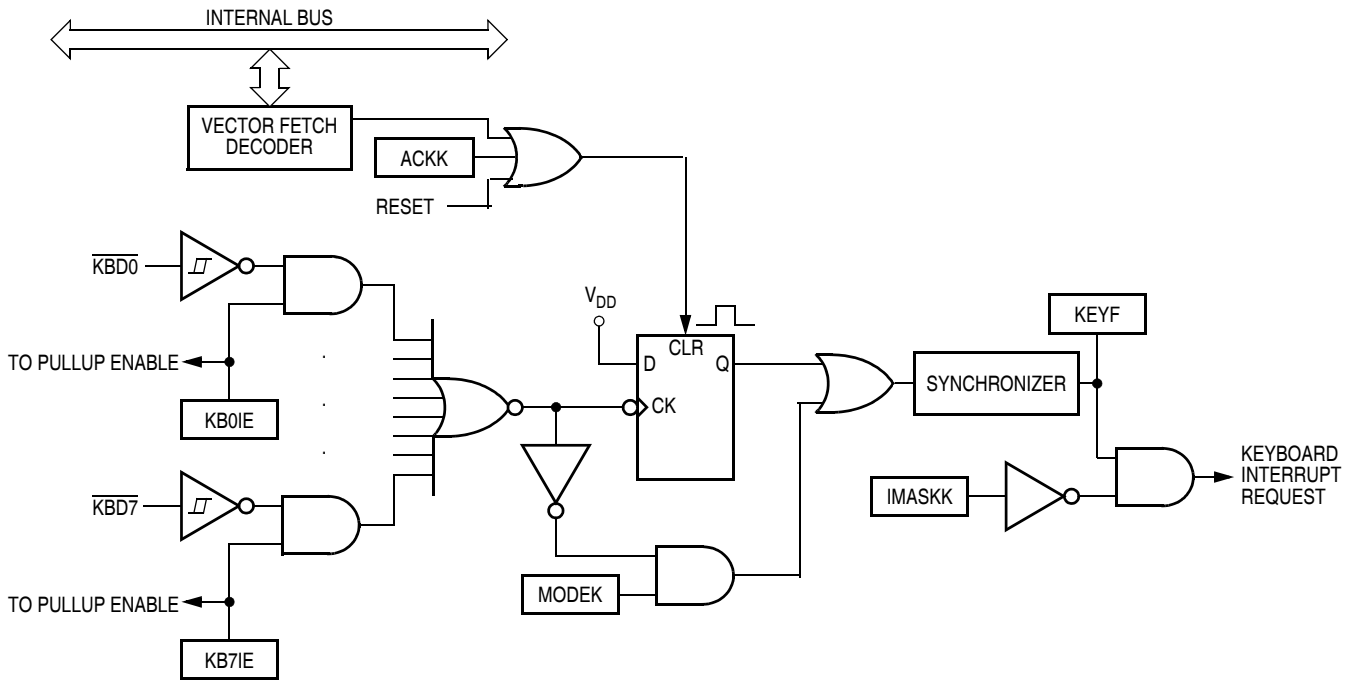 INTERNAL BUS
VECTOR FETCH
DECODER
ACKK
RESET
KBD0
TO PULLUP ENABLE
KB0IE
.
.
.
KBD7
TO PULLUP ENABLE
KB7IE
VDD
CLR
D
Q
CK
MODEK
SYNCHRONIZER
KEYF
IMASKK
KEYBOARD
INTERRUPT
REQUEST